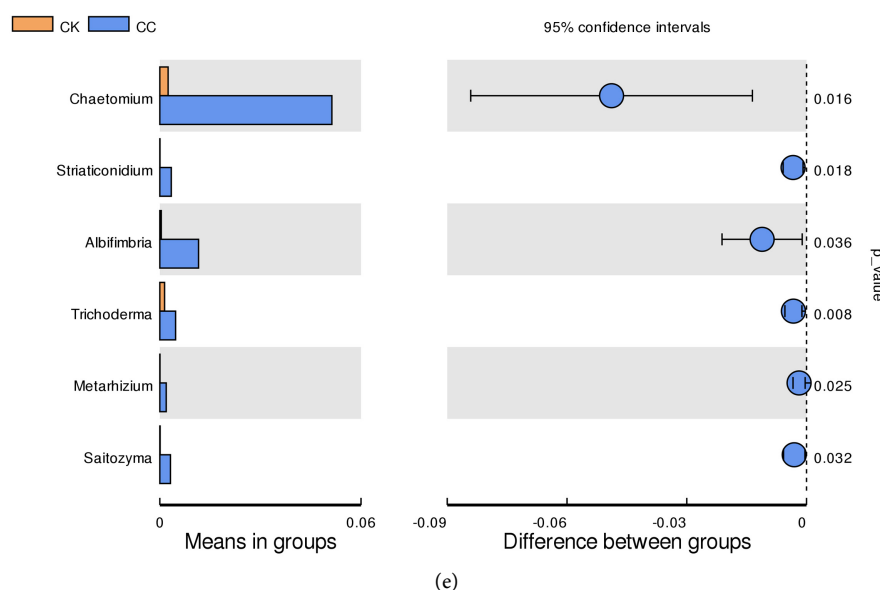 CK CC 95% confidence intervals
Chaetomium 0.016
Striaticonidium 0.018
Albifimbria 0.036
Trichoderma 0.008
Metarhizium 0.025
Saitozyma 0.032
p_value
0 0.06 -0.09 -0.06 -0.03 0
Means in groups Difference between groups
(e)